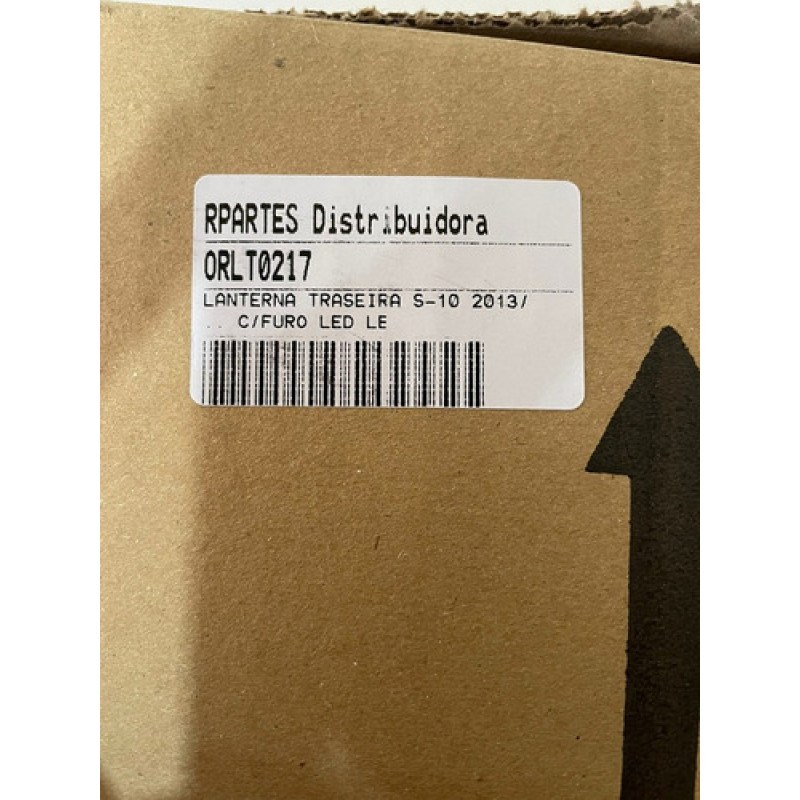 RPARTES Distribuidora
ORLT0217
LANTERNA TRASEIRA S-10 2013/
.. C/FURO LED LE